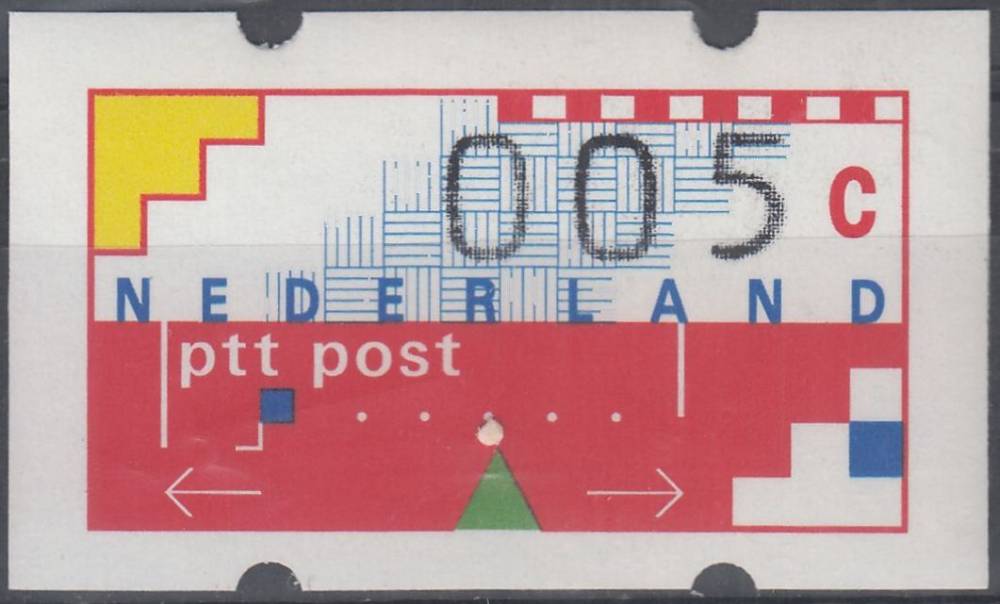 005 C
NEDERLAND
ptt post